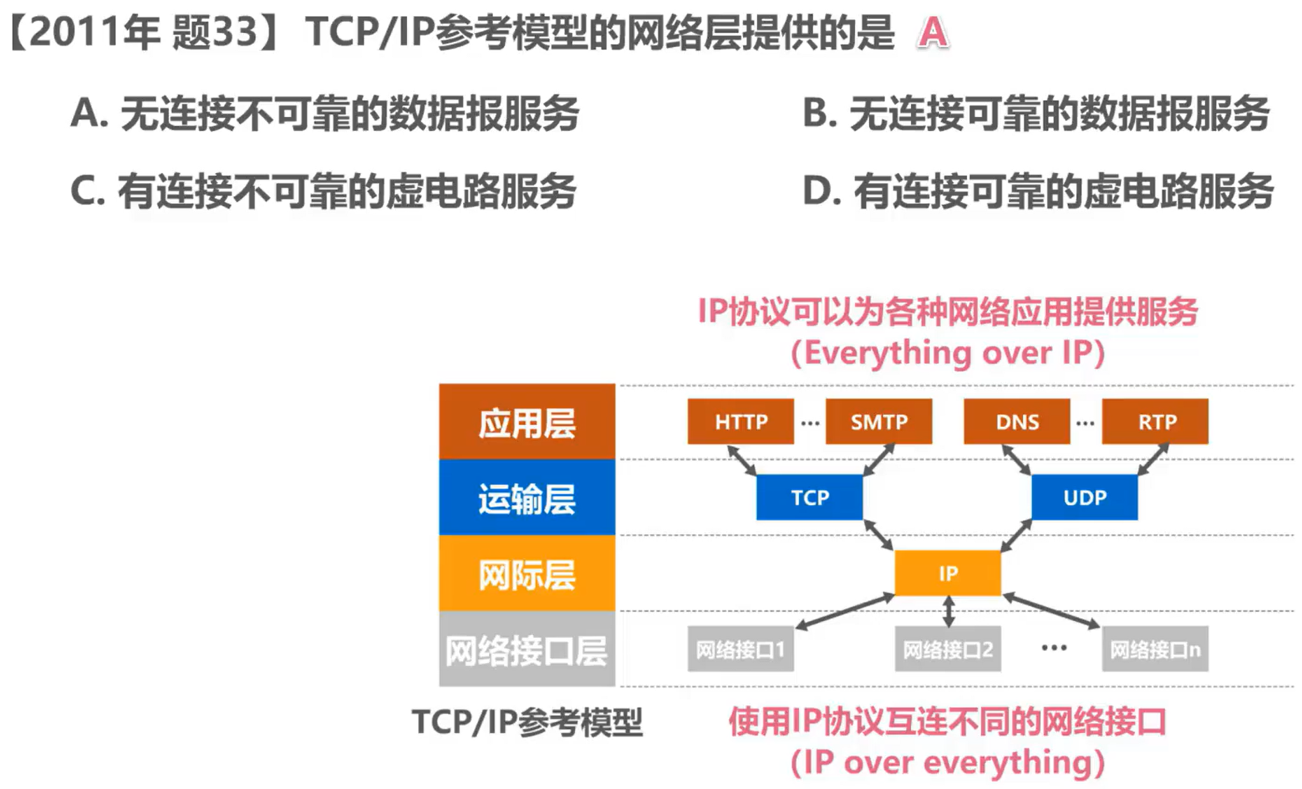 【2011年 题33】 TCP/IP参考模型的网络层提供的是 A
A. 无连接不可靠的数据报服务 B. 无连接可靠的数据报服务
C. 有连接不可靠的虚电路服务 D. 有连接可靠的虚电路服务
IP协议可以为各种网络应用提供服务
(Everything over IP)
应用层 HTTP ··· SMTP DNS ··· RTP
运输层 TCP UDP
网际层 IP
网络接口层 网络接口1 网络接口2 ··· 网络接口n
TCP/IP参考模型 使用IP协议互连不同的网络接口
(IP over everything)